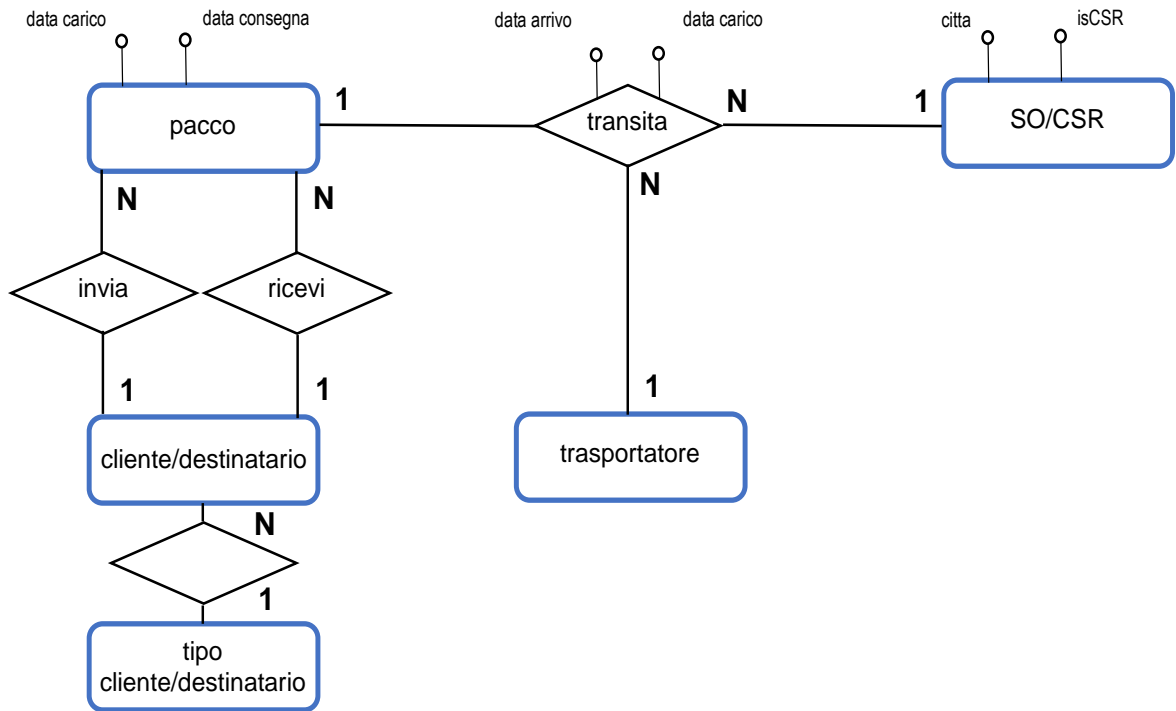 data carico
data consegna
data arrivo
data carico
citta
isCSR
pacco
1
transita
N
1
SO/CSR
N
N
N
invia
ricevi
1
1
1
cliente/destinatario
trasportatore
N
1
tipo
cliente/destinatario